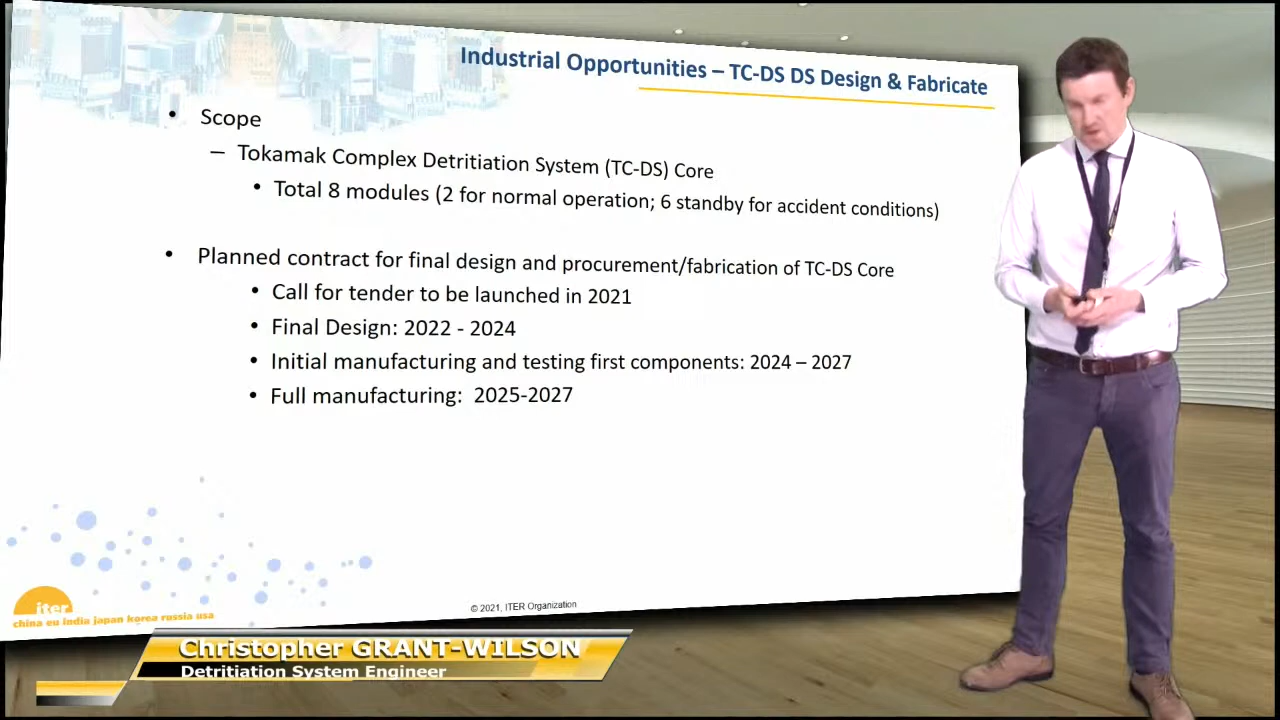 Industrial Opportunities – TC-DS DS Design & Fabricate
• Scope
– Tokamak Complex Detritiation System (TC-DS) Core
• Total 8 modules (2 for normal operation; 6 standby for accident conditions)
• Planned contract for final design and procurement/fabrication of TC-DS Core
• Call for tender to be launched in 2021
• Final Design: 2022 - 2024
• Initial manufacturing and testing first components: 2024 – 2027
• Full manufacturing: 2025-2027
iter
china eu india japan korea russia usa
© 2021, ITER Organization
Christopher GRANT-WILSON
Detritiation System Engineer